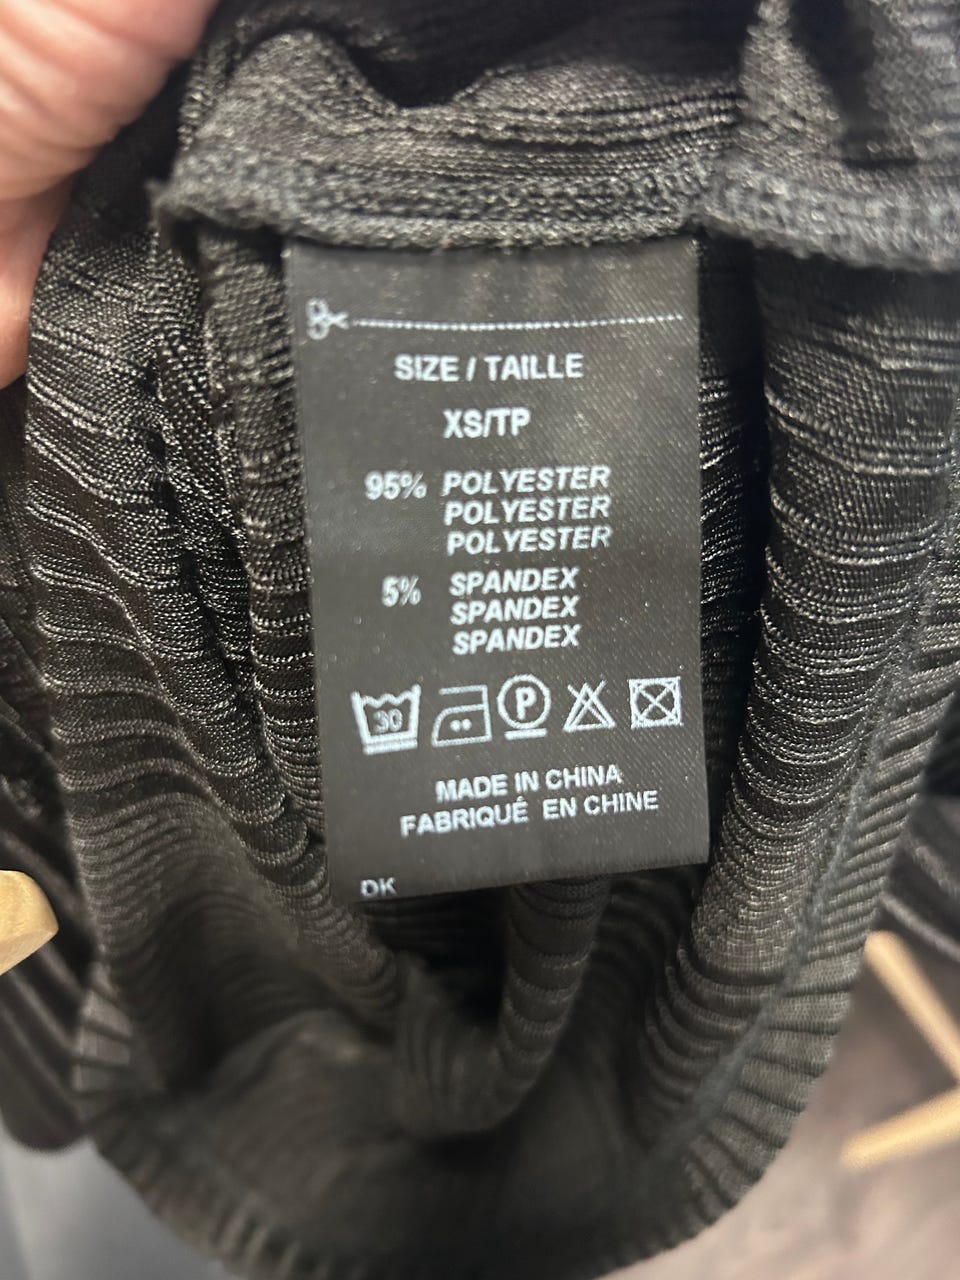 SIZE / TAILLE
XS/TP
95% POLYESTER
POLYESTER
POLYESTER
5% SPANDEX
SPANDEX
SPANDEX
30
P
MADE IN CHINA
FABRIQUÉ EN CHINE
DK